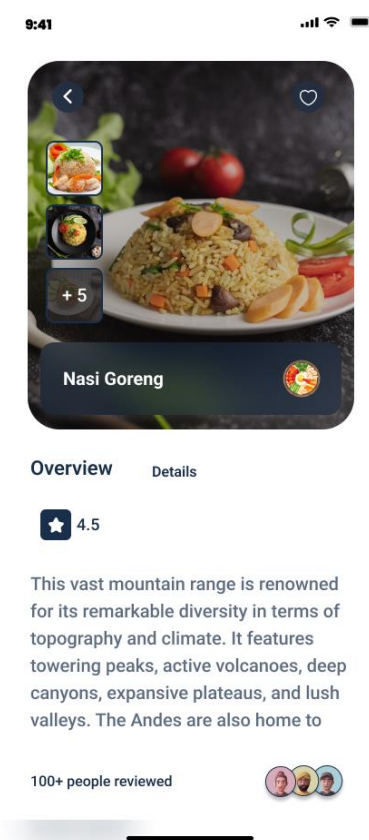 9:41
+ 5
Nasi Goreng
Overview Details
4.5
This vast mountain range is renowned
for its remarkable diversity in terms of
topography and climate. It features
towering peaks, active volcanoes, deep
canyons, expansive plateaus, and lush
valleys. The Andes are also home to
100+ people reviewed